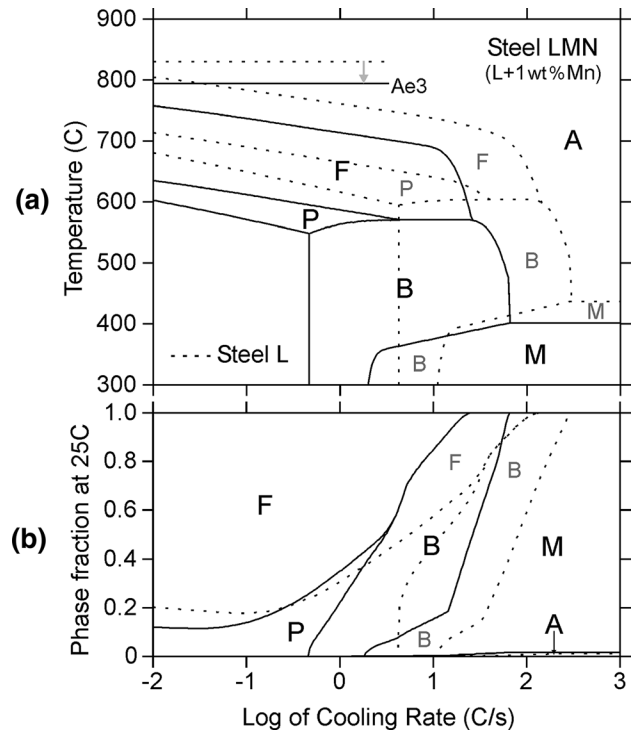 900
800
700
600
500
400
300
Temperature (C)
(a)
Steel LMN
(L+1wt%Mn)
Ae3
A
F
F
P
P
B
B
B
M
M
Steel L
1.0
0.8
0.6
0.4
0.2
0
Phase fraction at 25C
(b)
F
F
B
B
M
P
B
A
-2
-1
0
1
2
3
Log of Cooling Rate (C/s)